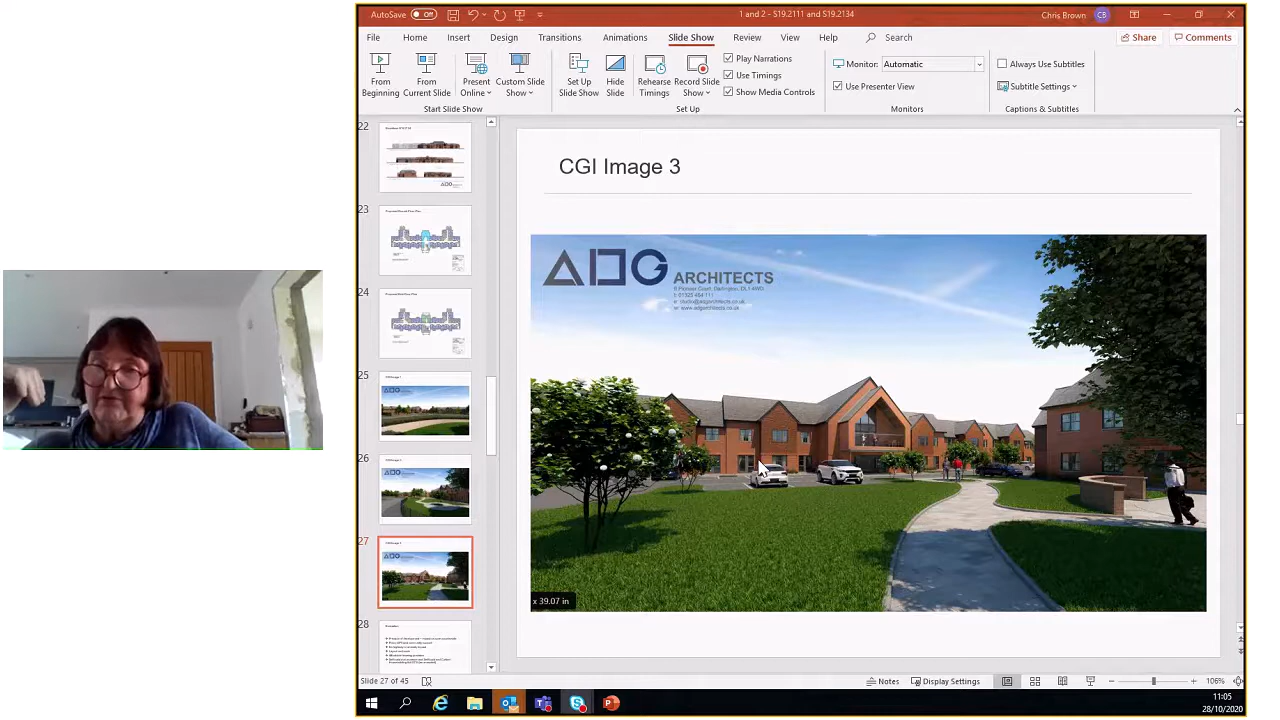 AutoSave Off
1 and 2 - S19.2111 and S19.2134
Chris Brown CB
File Home Insert Design Transitions Animations Slide Show Review View Help Search
Share Comments
From Beginning
From Current Slide
Present Online
Custom Slide Show
Set Up Slide Show
Hide Slide
Rehearse Timings
Record Slide Show
Play Narrations
Use Timings
Show Media Controls
Monitor: Automatic
Use Presenter View
Always Use Subtitles
Subtitle Settings
Start Slide Show
Set Up
Monitors
Captions & Subtitles
22
23
24
25
26
27
28
CGI Image 3
ADG ARCHITECTS
www.adgarchitects.co.uk
x 39.07 in
Slide 27 of 45
Notes
Display Settings
106%
11:05
28/10/2020